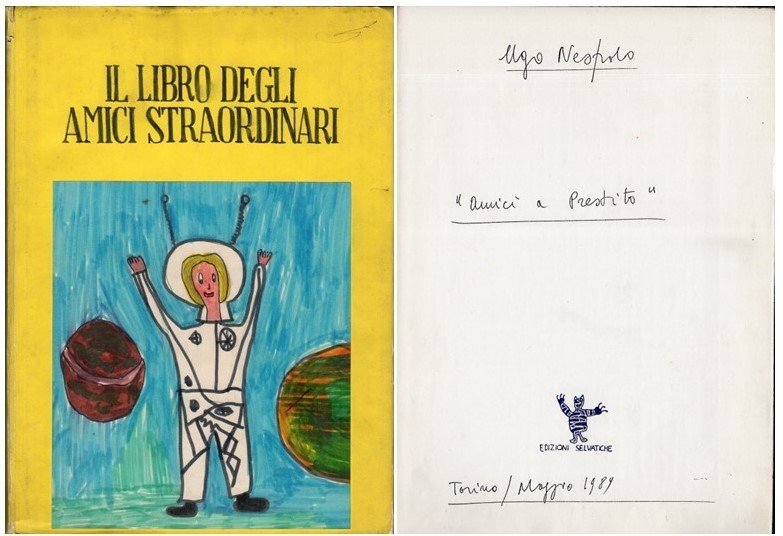 IL LIBRO DEGLI
AMICI STRAORDINARI
Ugo Nespolo
"Amici a Prestito"
EDIZIONI SELVATICHE
Torino / Maggio 1989